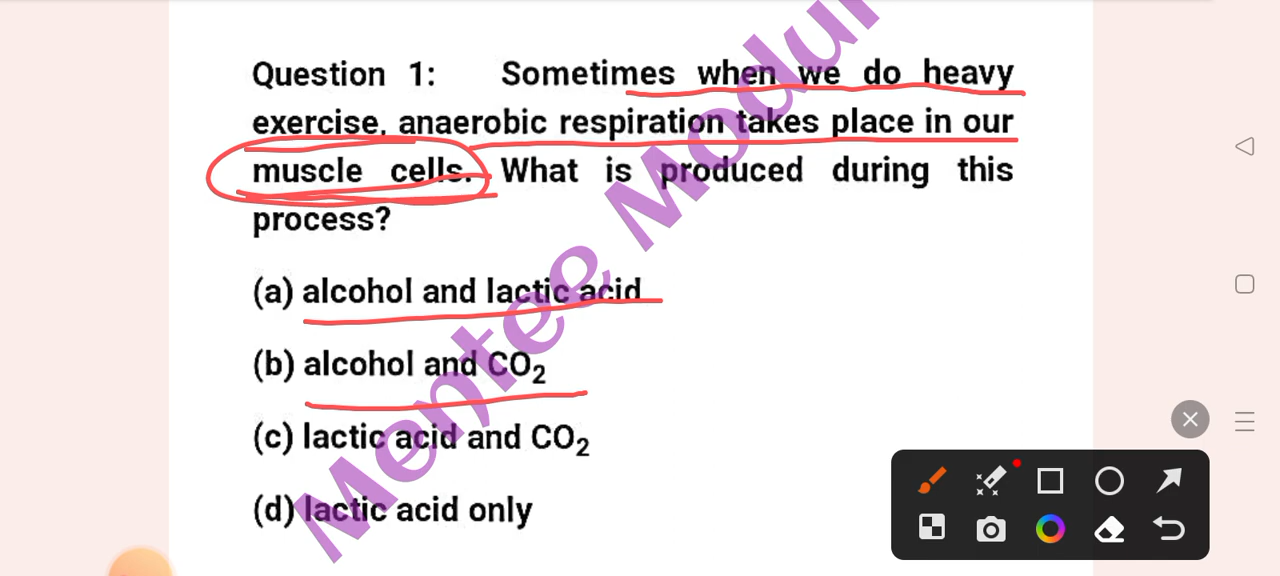 Question 1: Sometimes when we do heavy
exercise, anaerobic respiration takes place in our
muscle cells. What is produced during this
process?
(a) alcohol and lactic acid
(b) alcohol and CO₂
(c) lactic acid and CO₂
(d) lactic acid only
Mentee